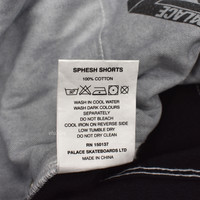 PALACE
SPHESH SHORTS
100% COTTON
WASH IN COOL WATER
WASH DARK COLOURS
SEPARATELY
DO NOT BLEACH
COOL IRON ON REVERSE SIDE
LOW TUMBLE DRY
DO NOT DRY CLEAN
RN 150137
PALACE SKATEBOARDS LTD
MADE IN CHINA